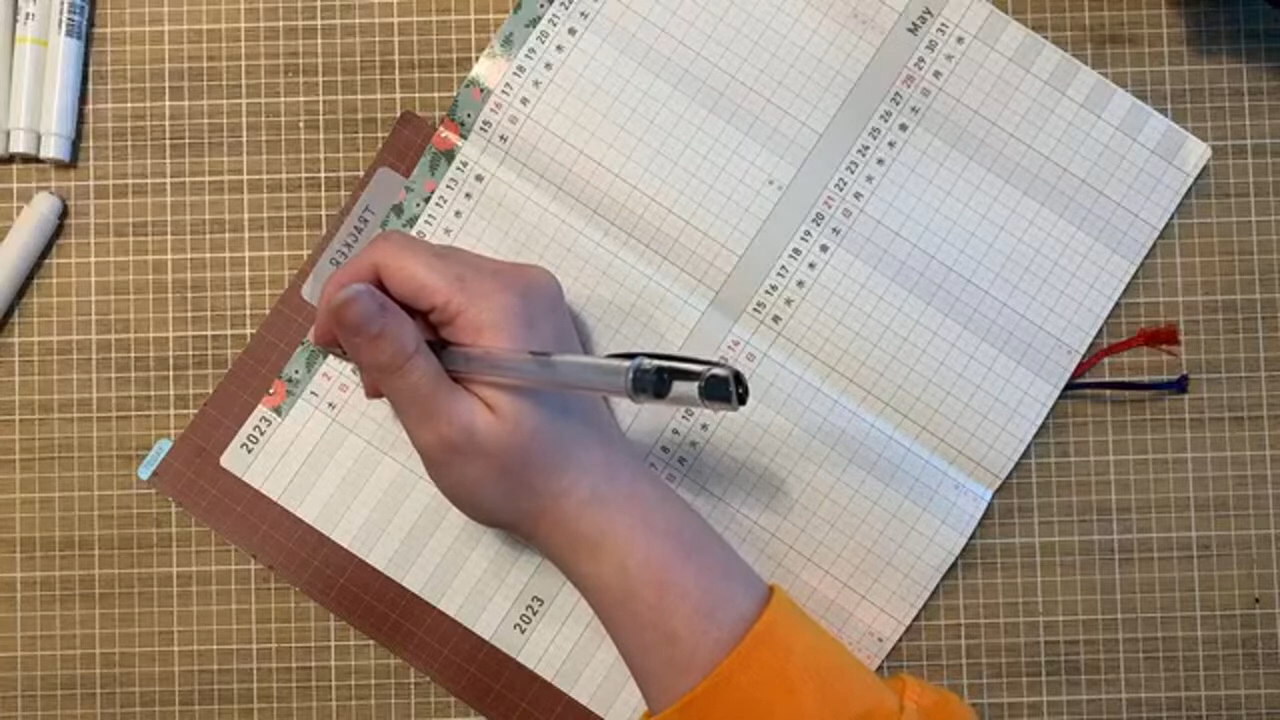 TRACKER
2023
1 2
土 日
10 11 12 13 14
火 水 木 金
15 16 17 18 19 20 21 22
土 日 月 火 水 木 金 土
2023
7 8 9 10
日 月 火 水
13 14
日
May
15 16 17 18 19 20 21 22 23 24 25 26 27 28 29 30 31
月 火 水 木 金 土 日 月 火 水 木 金 土 日 月 火 水